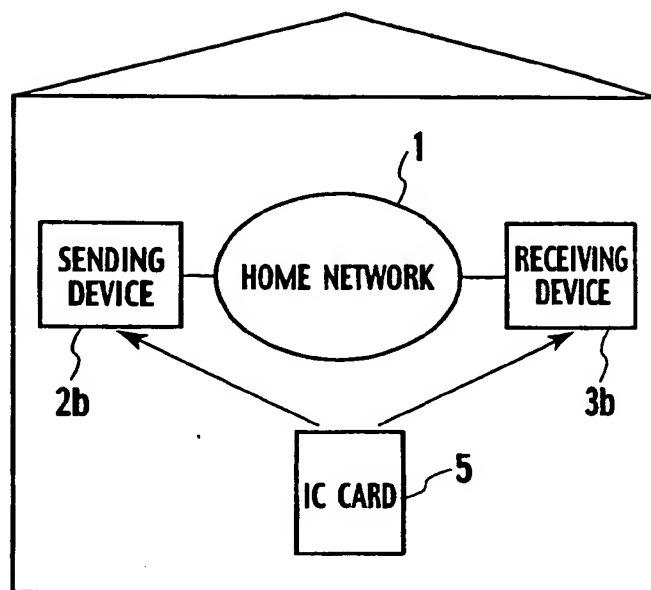 1
SENDING
DEVICE
HOME NETWORK
RECEIVING
DEVICE
2b
3b
IC CARD
5